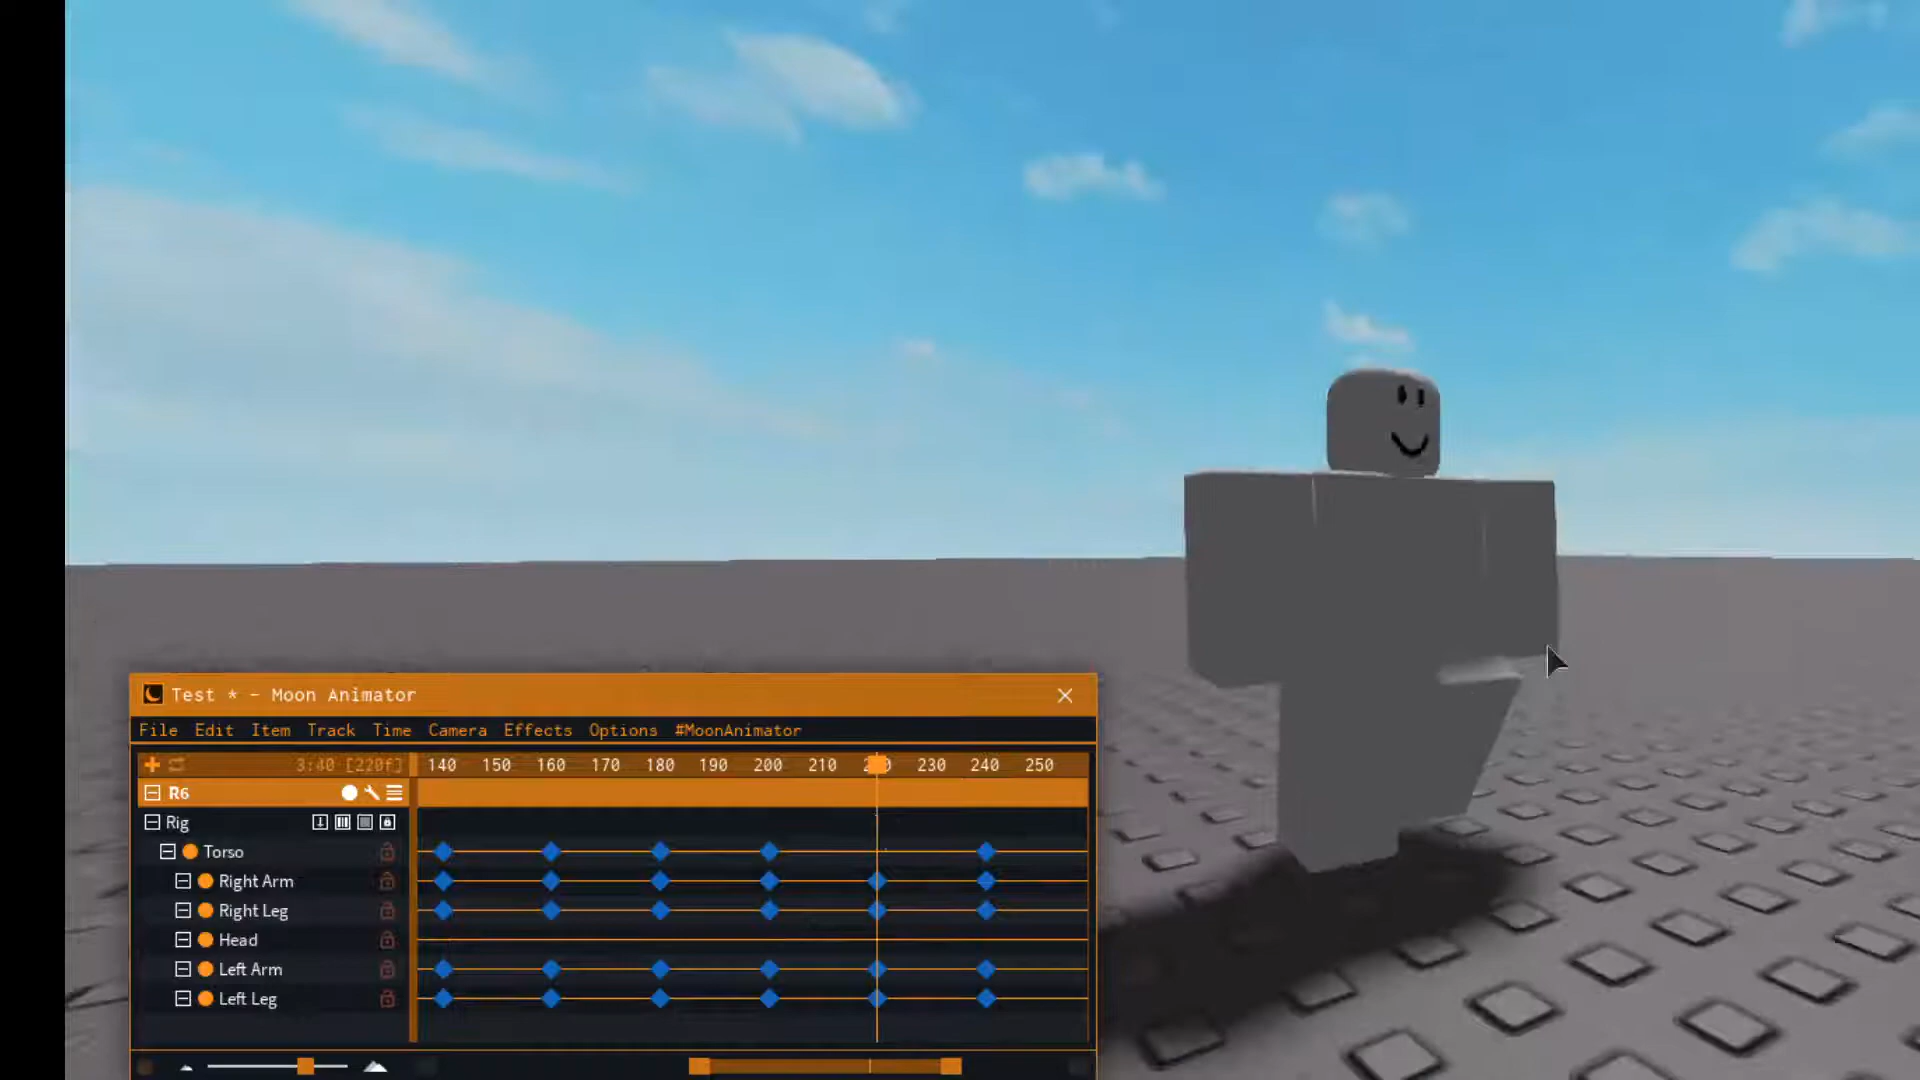 Test * - Moon Animator
File Edit Item Track Time Camera Effects Options #MoonAnimator
3:40 [220f] 140 150 160 170 180 190 200 210 230 240 250
R6
Rig
Torso
Right Arm
Right Leg
Head
Left Arm
Left Leg